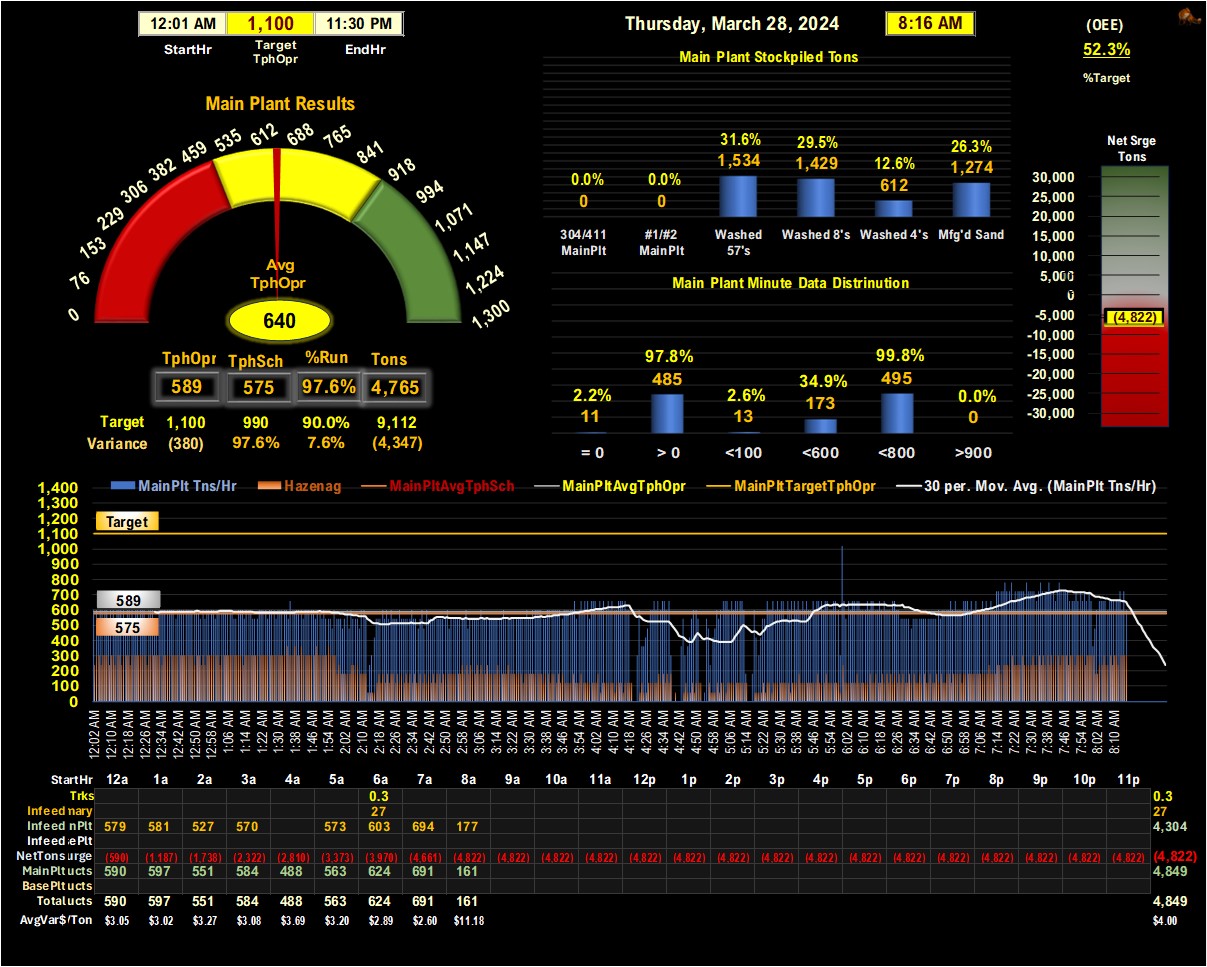 12:01 AM 1,100 11:30 PM
StartHr Target TphOpr EndHr
Thursday, March 28, 2024 8:16 AM
(OEE)
52.3%
%Target
Main Plant Results
0 76 153 229 306 382 459 535 612 688 765 841 918 994 1,071 1,147 1,224 1,300
Avg
TphOpr
640
TphOpr TphSch %Run Tons
589 575 97.6% 4,765
Target 1,100 990 90.0% 9,112
Variance (380) 97.6% 7.6% (4,347)
Main Plant Stockpiled Tons
0.0% 0.0% 31.6% 29.5% 12.6% 26.3%
0 0 1,534 1,429 612 1,274
304/411 MainPlt #1/#2 MainPlt Washed 57's Washed 8's Washed 4's Mfg'd Sand
Main Plant Minute Data Distrinution
2.2% 97.8% 2.6% 34.9% 99.8% 0.0%
11 485 13 173 495 0
= 0 > 0 <100 <600 <800 >900
Net Srge
Tons
30,000
25,000
20,000
15,000
10,000
5,000
0
-5,000
(4,822)
-10,000
-15,000
-20,000
-25,000
-30,000
MainPlt Tns/Hr Hazenag MainPltAvgTphSch MainPltAvgTphOpr MainPltTargetTphOpr 30 per. Mov. Avg. (MainPlt Tns/Hr)
1,400
1,300
1,200
1,100
1,000
900
800
700
600
500
400
300
200
100
0
Target
589
575
12:02 AM 12:10 AM 12:18 AM 12:26 AM 12:34 AM 12:42 AM 12:50 AM 12:58 AM 1:06 AM 1:14 AM 1:22 AM 1:30 AM 1:38 AM 1:46 AM 1:54 AM 2:02 AM 2:10 AM 2:18 AM 2:26 AM 2:34 AM 2:42 AM 2:50 AM 2:58 AM 3:06 AM 3:14 AM 3:22 AM 3:30 AM 3:38 AM 3:46 AM 3:54 AM 4:02 AM 4:10 AM 4:18 AM 4:26 AM 4:34 AM 4:42 AM 4:50 AM 4:58 AM 5:06 AM 5:14 AM 5:22 AM 5:30 AM 5:38 AM 5:46 AM 5:54 AM 6:02 AM 6:10 AM 6:18 AM 6:26 AM 6:34 AM 6:42 AM 6:50 AM 6:58 AM 7:06 AM 7:14 AM 7:22 AM 7:30 AM 7:38 AM 7:46 AM 7:54 AM 8:02 AM 8:10 AM
StartHr 12a 1a 2a 3a 4a 5a 6a 7a 8a 9a 10a 11a 12p 1p 2p 3p 4p 5p 6p 7p 8p 9p 10p 11p
Trks 0.3 0.3
Infeed nary 27 27
Infeed nPlt 579 581 527 570 573 603 694 177 4,304
Infeed ePlt
NetTons urge (590) (1,187) (1,738) (2,322) (2,810) (3,373) (3,970) (4,661) (4,822) (4,822) (4,822) (4,822) (4,822) (4,822) (4,822) (4,822) (4,822) (4,822) (4,822) (4,822) (4,822) (4,822) (4,822) (4,822) (4,822)
MainPlt ucts 590 597 551 584 488 563 624 691 161 4,849
BasePlt ucts
Total ucts 590 597 551 584 488 563 624 691 161 4,849
AvgVar$/Ton $3.05 $3.02 $3.27 $3.08 $3.69 $3.20 $2.89 $2.60 $11.18 $4.00